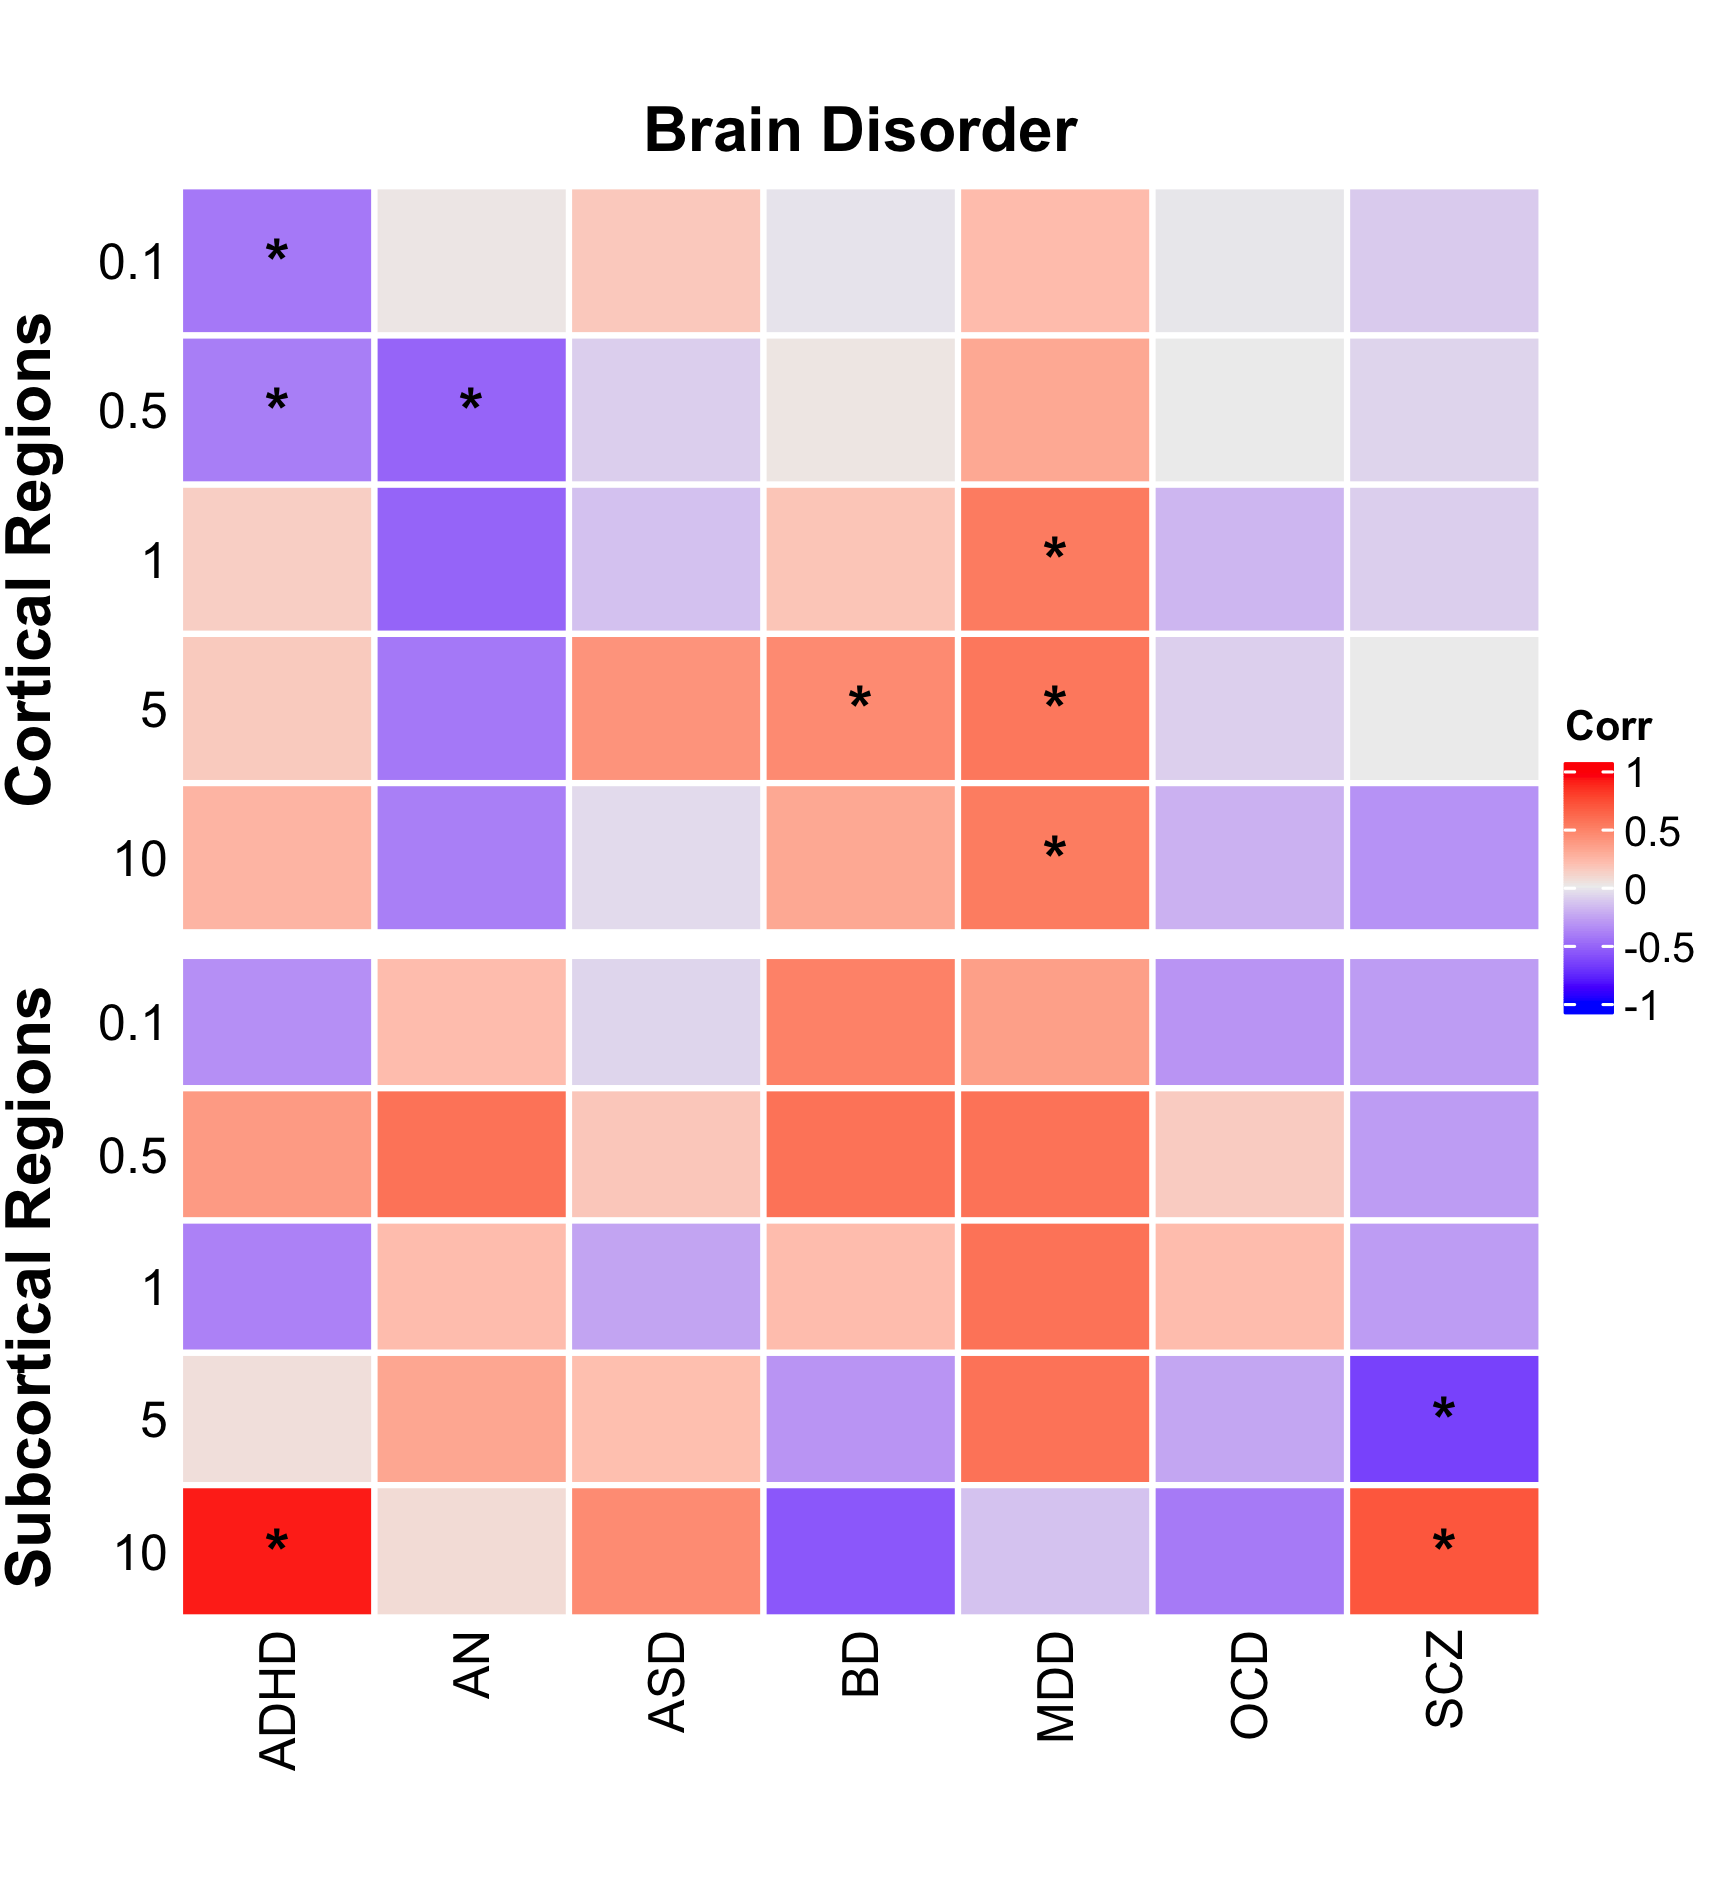 Brain Disorder
Cortical Regions
0.1 *
0.5 * *
1 *
5 * *
10 *
Subcortical Regions
0.1
0.5
1
5 *
10 * *
ADHD AN ASD BD MDD OCD SCZ
Corr
1
0.5
0
-0.5
-1